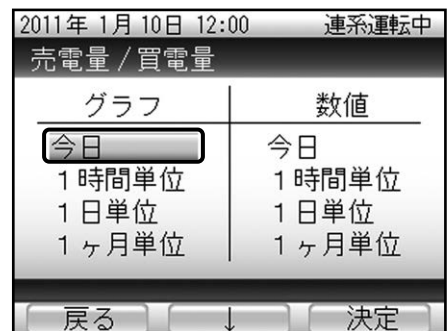 2011年 1月10日 12:00 連系運転中
売電量/買電量
グラフ 数値
今日 今日
1時間単位 1時間単位
1日単位 1日単位
1ヶ月単位 1ヶ月単位
戻る ↓ 決定